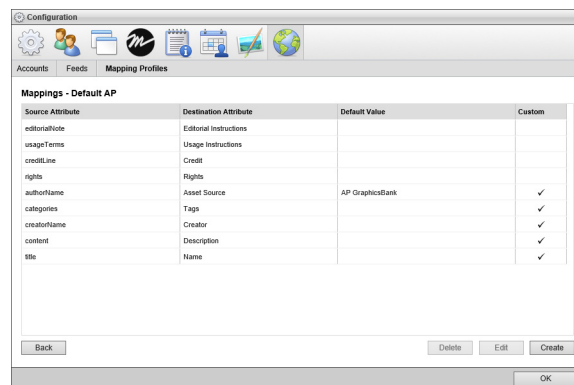 Configuration
Accounts Feeds Mapping Profiles
Mappings - Default AP
Source Attribute Destination Attribute Default Value Custom
editorialNote Editorial Instructions
usageTerms Usage Instructions
creditLine Credit
rights Rights
authorName Asset Source AP GraphicsBank ✓
categories Tags ✓
creatorName Creator ✓
content Description ✓
title Name ✓
Back Delete Edit Create
OK